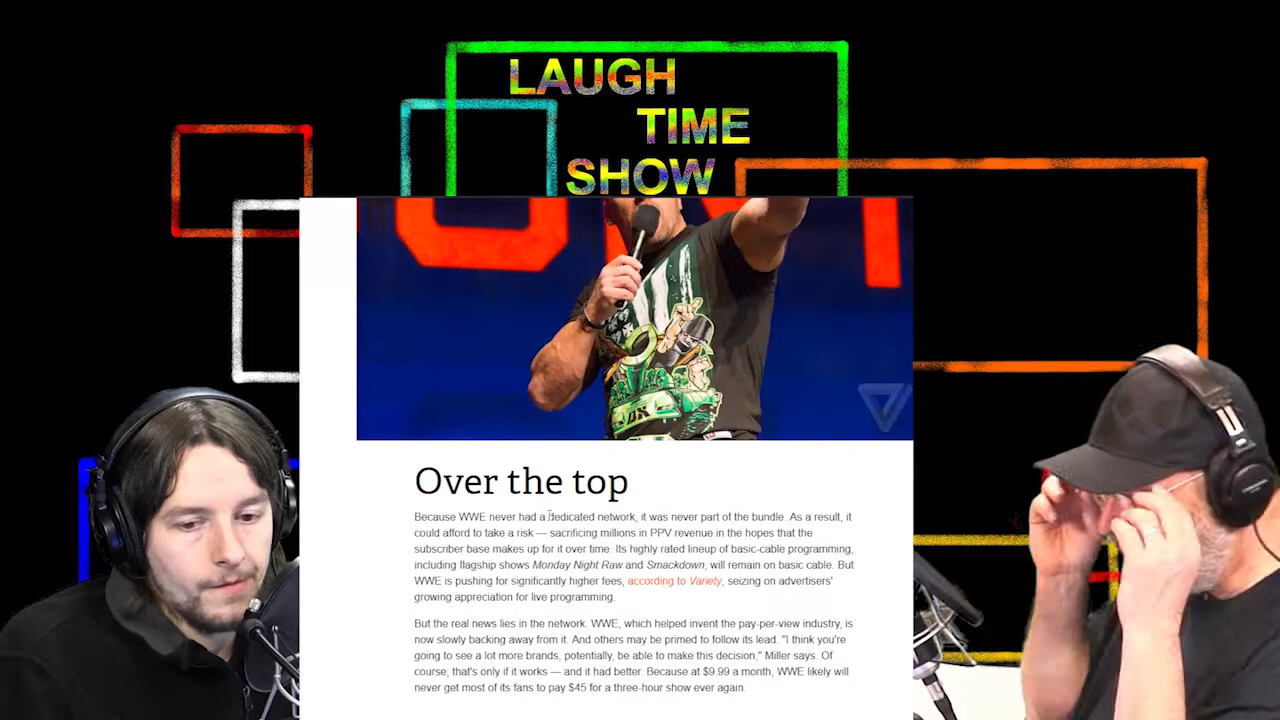 LAUGH
TIME
SHOW
DX
Over the top
Because WWE never had a dedicated network, it was never part of the bundle. As a result, it
could afford to take a risk — sacrificing millions in PPV revenue in the hopes that the
subscriber base makes up for it over time. Its highly rated lineup of basic-cable programming,
including flagship shows Monday Night Raw and Smackdown, will remain on basic cable. But
WWE is pushing for significantly higher fees, according to Variety, seizing on advertisers'
growing appreciation for live programming.
But the real news lies in the network. WWE, which helped invent the pay-per-view industry, is
now slowly backing away from it. And others may be primed to follow its lead. "I think you're
going to see a lot more brands, potentially, be able to make this decision," Miller says. Of
course, that's only if it works — and it had better. Because at $9.99 a month, WWE likely will
never get most of its fans to pay $45 for a three-hour show ever again.